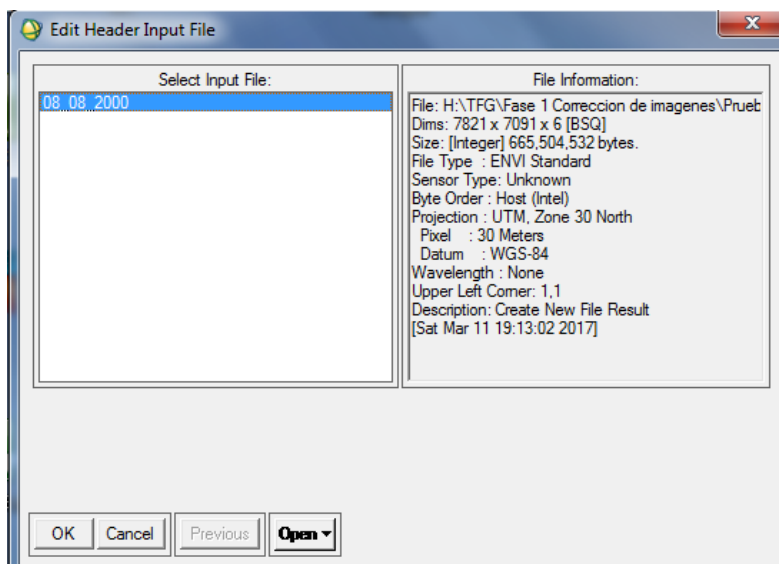 Edit Header Input File
Select Input File:
08_08_2000
File Information:
File: H:\TFG\Fase 1 Correccion de imagenes\Prueb
Dims: 7821 x 7091 x 6 [BSQ]
Size: [Integer] 665,504,532 bytes.
File Type : ENVI Standard
Sensor Type: Unknown
Byte Order : Host (Intel)
Projection : UTM, Zone 30 North
Pixel : 30 Meters
Datum : WGS-84
Wavelength : None
Upper Left Corner: 1,1
Description: Create New File Result
[Sat Mar 11 19:13:02 2017]
OK Cancel Previous Open